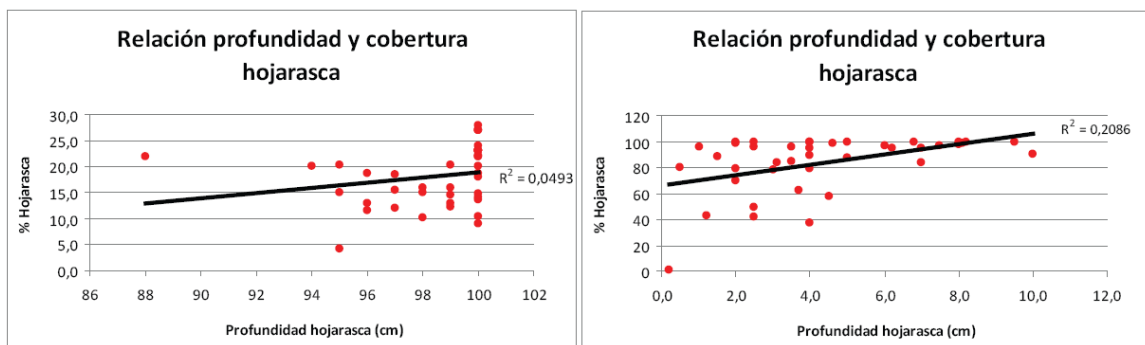 Relación profundidad y cobertura
hojarasca
% Hojarasca
30,0
25,0
20,0
15,0
10,0
5,0
0,0
R² = 0,0493
86 88 90 92 94 96 98 100 102
Profundidad hojarasca (cm)
Relación profundidad y cobertura
hojarasca
% Hojarasca
120
100
80
60
40
20
0
R² = 0,2086
0,0 2,0 4,0 6,0 8,0 10,0 12,0
Profundidad hojarasca (cm)